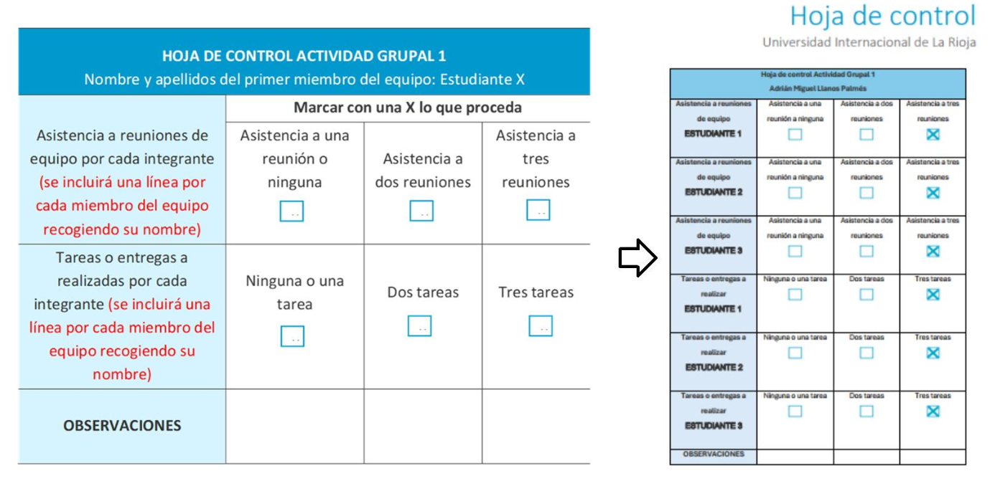 HOJA DE CONTROL ACTIVIDAD GRUPAL 1
Nombre y apellidos del primer miembro del equipo: Estudiante X
Marcar con una X lo que proceda
Asistencia a reuniones de
equipo por cada integrante
(se incluirá una línea por
cada miembro del equipo
recogiendo su nombre)
Asistencia a una
reunión o
ninguna
Asistencia a
dos reuniones
Asistencia a
tres
reuniones
Tareas o entregas a
realizadas por cada
integrante (se incluirá una
línea por cada miembro del
equipo recogiendo su
nombre)
Ninguna o una
tarea
Dos tareas
Tres tareas
OBSERVACIONES
Hoja de control
Universidad Internacional de La Rioja
Hoja de control Actividad Grupal 1
Adrián Miguel Llanos Palmés
Asistencia a reuniones
de equipo
ESTUDIANTE 1
Asistencia a una
reunión a ninguna
Asistencia a dos
reuniones
Asistencia a tres
reuniones
Asistencia a reuniones
de equipo
ESTUDIANTE 2
Asistencia a una
reunión a ninguna
Asistencia a dos
reuniones
Asistencia a tres
reuniones
Asistencia a reuniones
de equipo
ESTUDIANTE 3
Asistencia a una
reunión a ninguna
Asistencia a dos
reuniones
Asistencia a tres
reuniones
Tareas o entregas a
realizar
ESTUDIANTE 1
Ninguna o una tarea
Dos tareas
Tres tareas
Tareas o entregas a
realizar
ESTUDIANTE 2
Ninguna o una tarea
Dos tareas
Tres tareas
Tareas o entregas a
realizar
ESTUDIANTE 3
Ninguna o una tarea
Dos tareas
Tres tareas
OBSERVACIONES